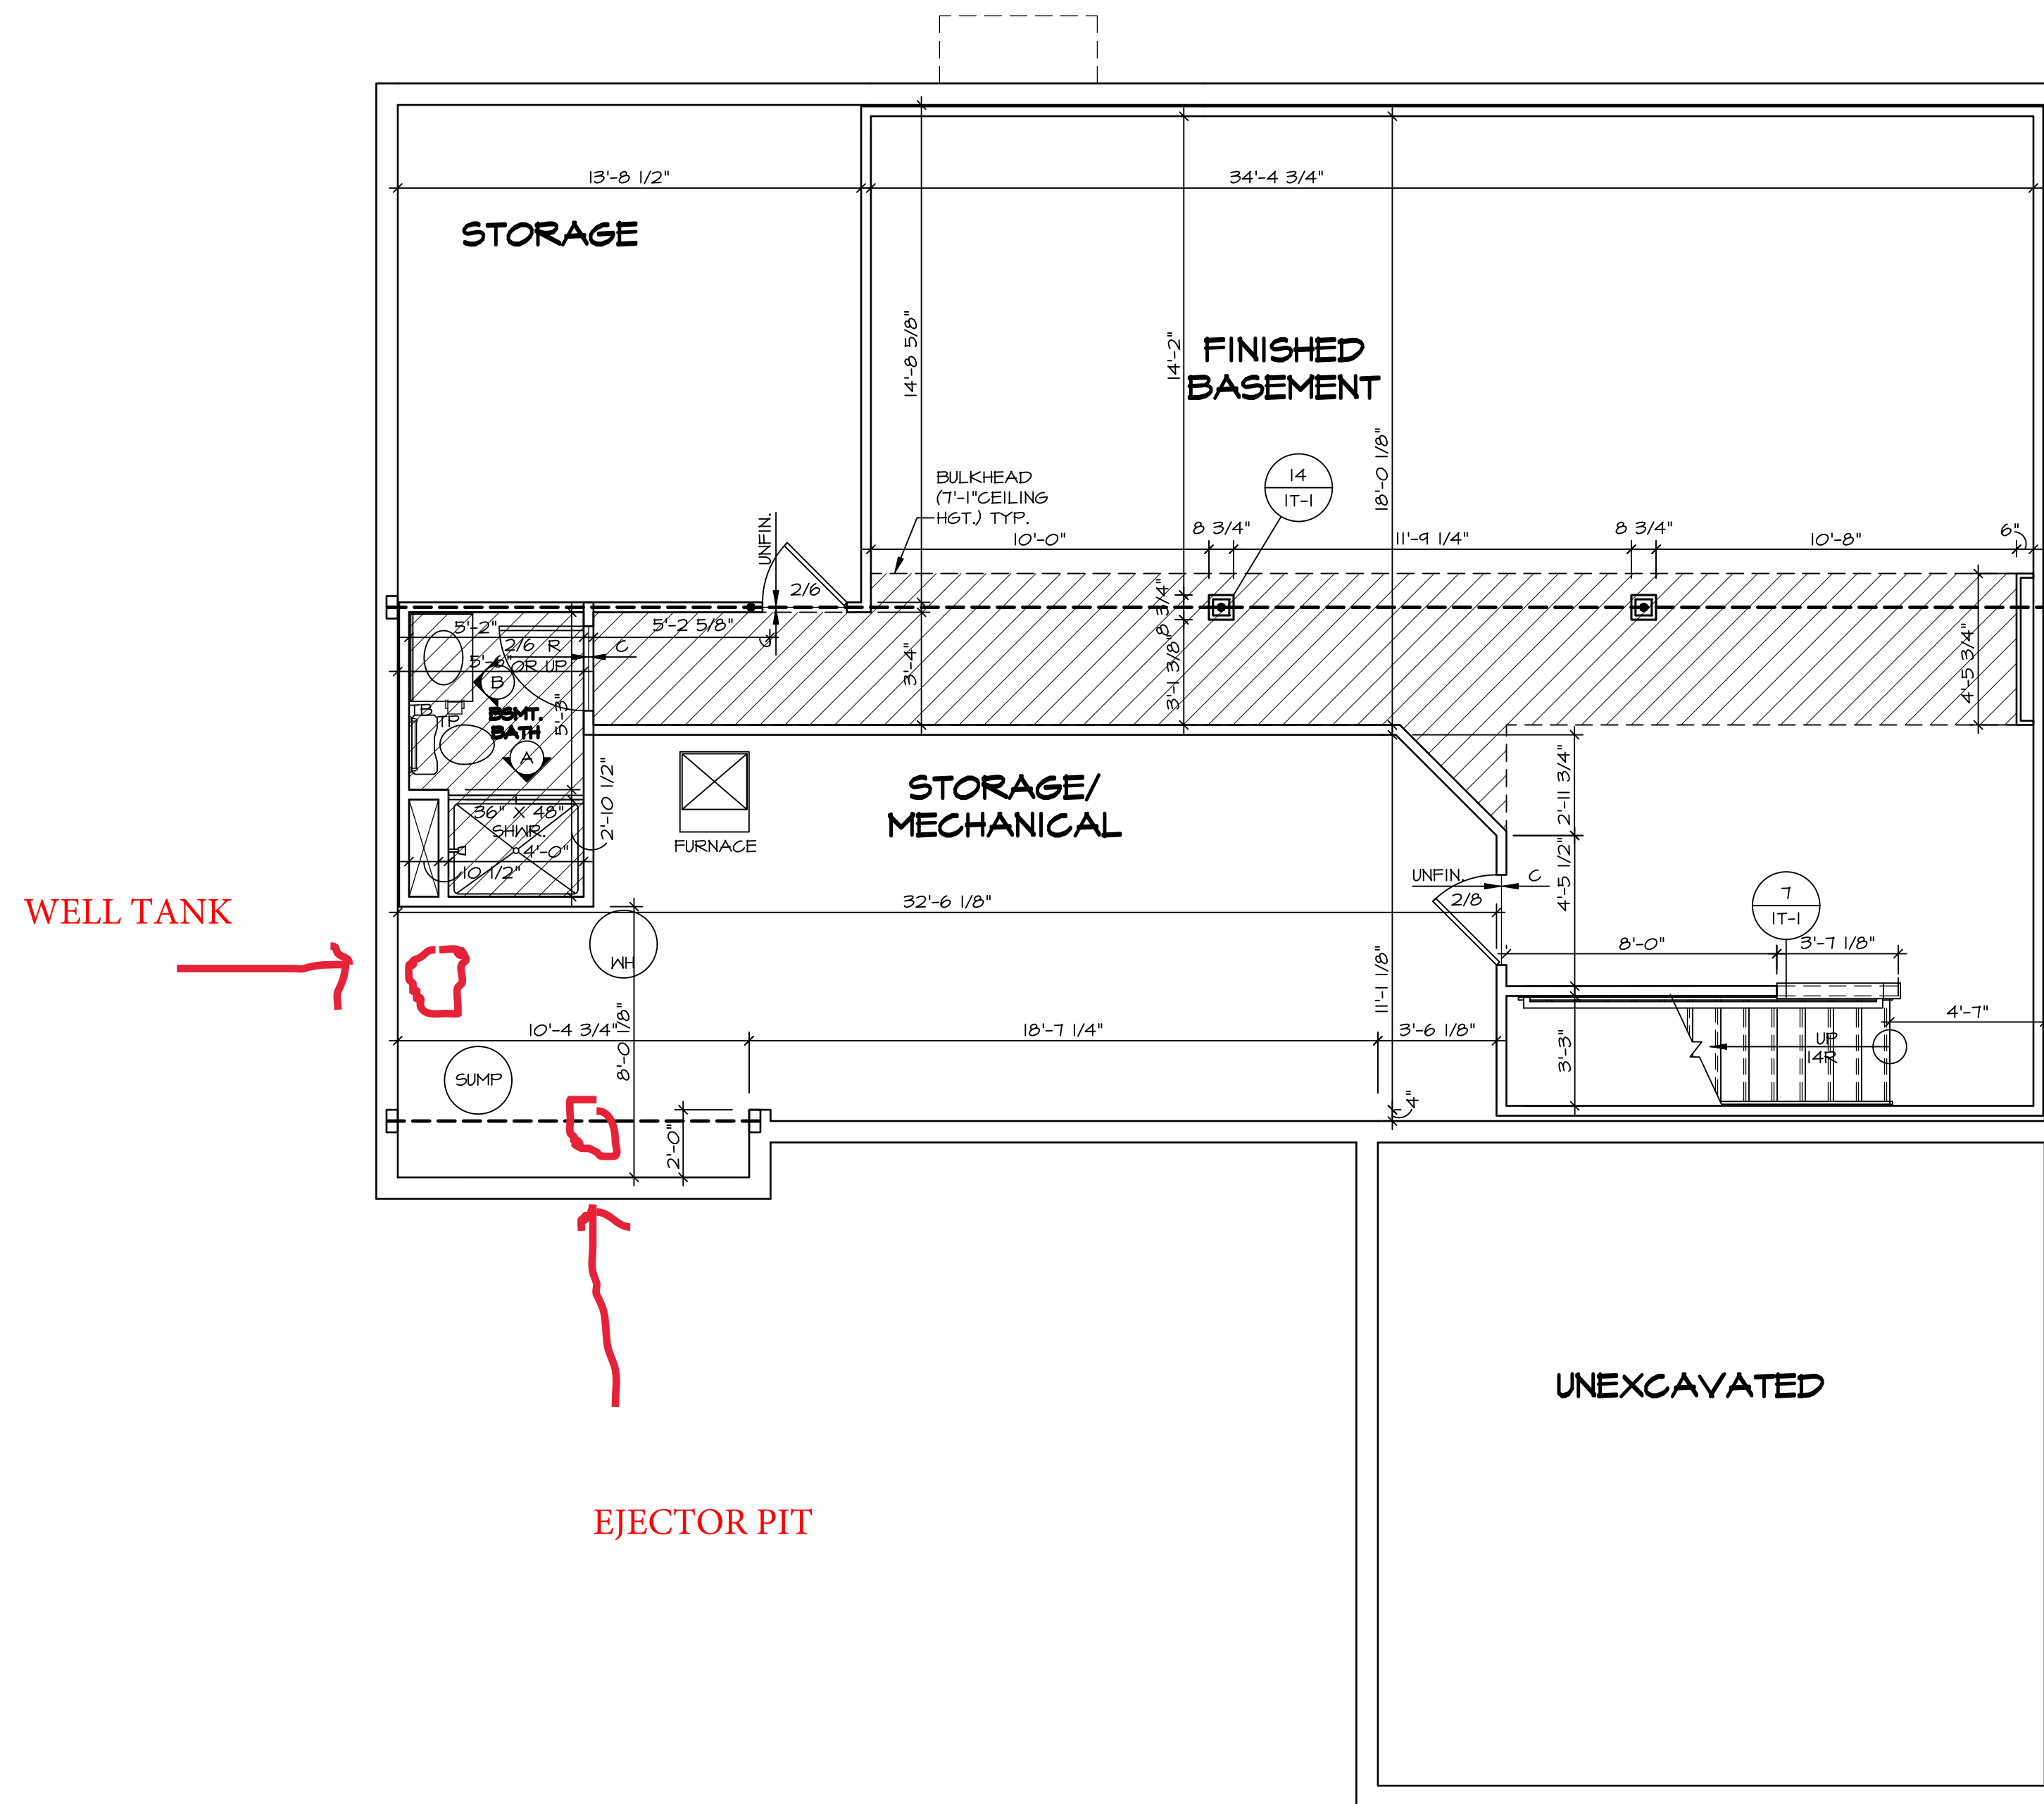 13'-8 1/2"
34'-4 3/4"
STORAGE
14'-8 5/8"
14'-2"
FINISHED
BASEMENT
18'-0 1/8"
BULKHEAD
(7'-1"CEILING
HGT.) TYP.
14
1T-1
UNFIN.
10'-0"
8 3/4"
11'-9 1/4"
8 3/4"
10'-8"
6"
2/6
5'-2"
5'-2 5/8"
2/6 R
C
5'-6"
OR UP
B
3'-4"
8 3/4"
3'-1 3/8"
4'-5 3/4"
TB
TP
BSMT.
BATH
5'-3"
A
2'-10 1/2"
36" X 48"
SHWR.
4'-0"
10 1/2"
FURNACE
STORAGE/
MECHANICAL
2'-11 3/4"
4'-5 1/2"
UNFIN.
C
2/8
7
1T-1
WELL TANK
32'-6 1/8"
WH
8'-0"
3'-7 1/8"
11'-1 1/8"
10'-4 3/4"
8'-0 1/8"
18'-7 1/4"
3'-6 1/8"
4'-7"
UP
14R
3'-3"
SUMP
4"
2'-0"
UNEXCAVATED
EJECTOR PIT